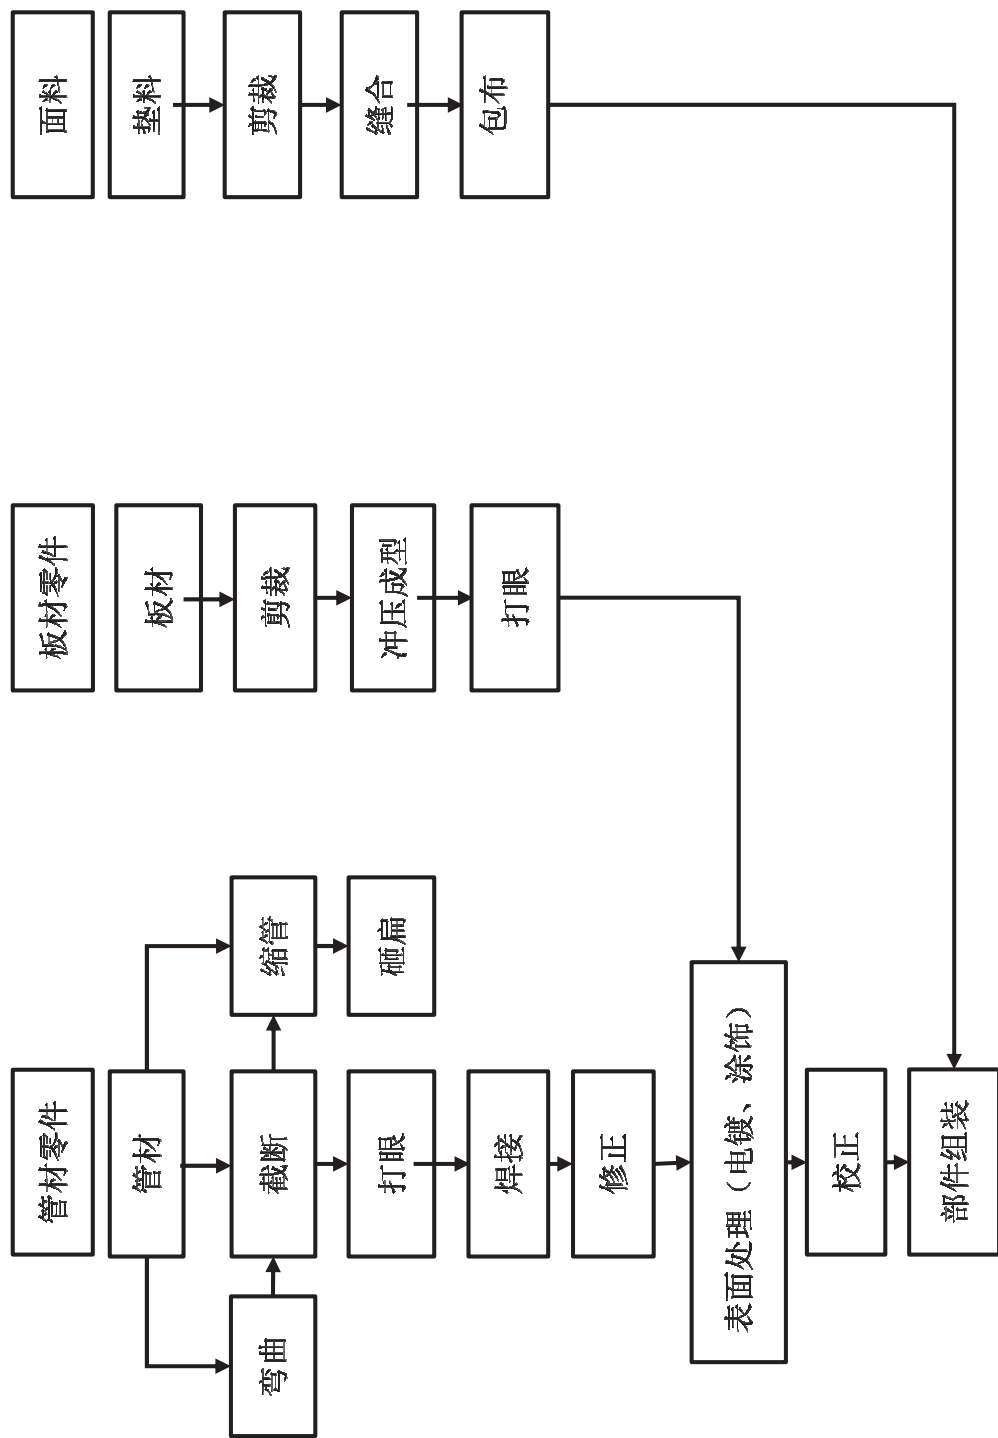 面料
垫料
剪裁
缝合
包布
板材零件
板材
剪裁
冲压成型
打眼
管材零件
管材
缩管
砸扁
截断
打眼
焊接
修正
弯曲
表面处理（电镀、涂饰）
校正
部件组装